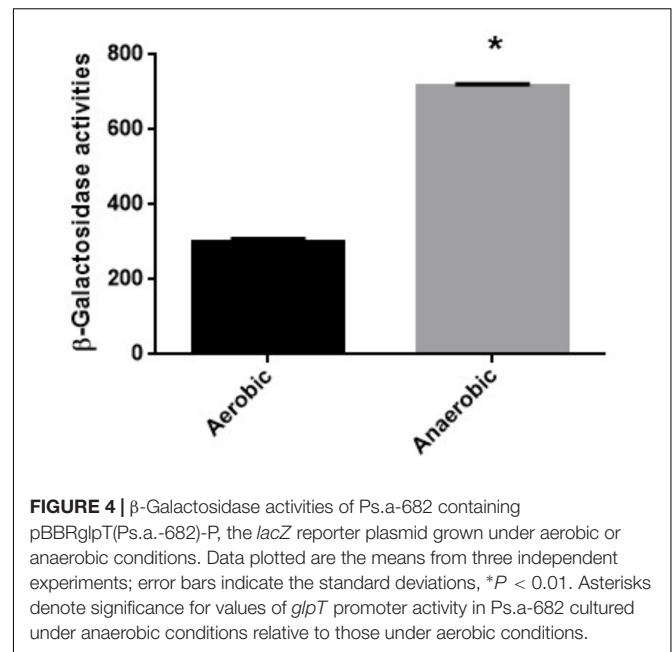 *
800
600
400
200
0
β-Galactosidase activities
Aerobic
Anaerobic
FIGURE 4 | β-Galactosidase activities of Ps.a-682 containing
pBBRglpT(Ps.a.-682)-P, the lacZ reporter plasmid grown under aerobic or
anaerobic conditions. Data plotted are the means from three independent
experiments; error bars indicate the standard deviations, *P < 0.01. Asterisks
denote significance for values of glpT promoter activity in Ps.a-682 cultured
under anaerobic conditions relative to those under aerobic conditions.